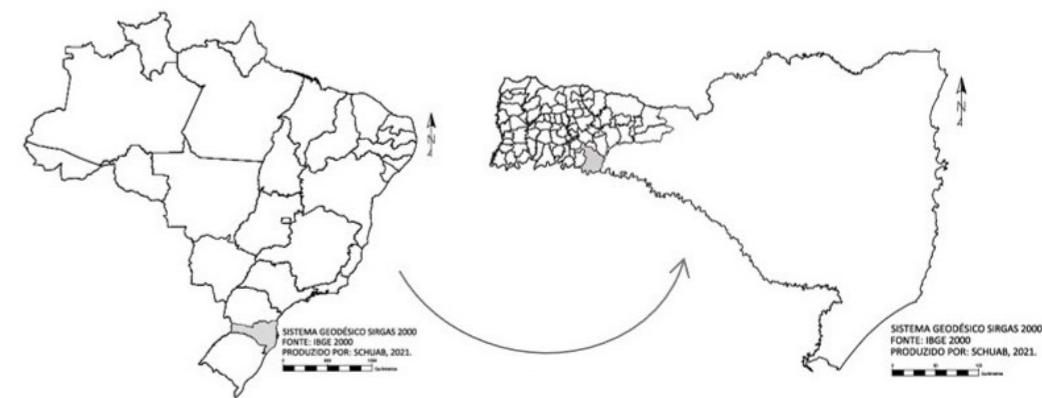 N
N
SISTEMA GEODÉSICO SIRGAS 2000
FONTE: IBGE 2000
PRODUZIDO POR: SCHUAB, 2021.
SISTEMA GEODÉSICO SIRGAS 2000
FONTE: IBGE 2000
PRODUZIDO POR: SCHUAB, 2021.